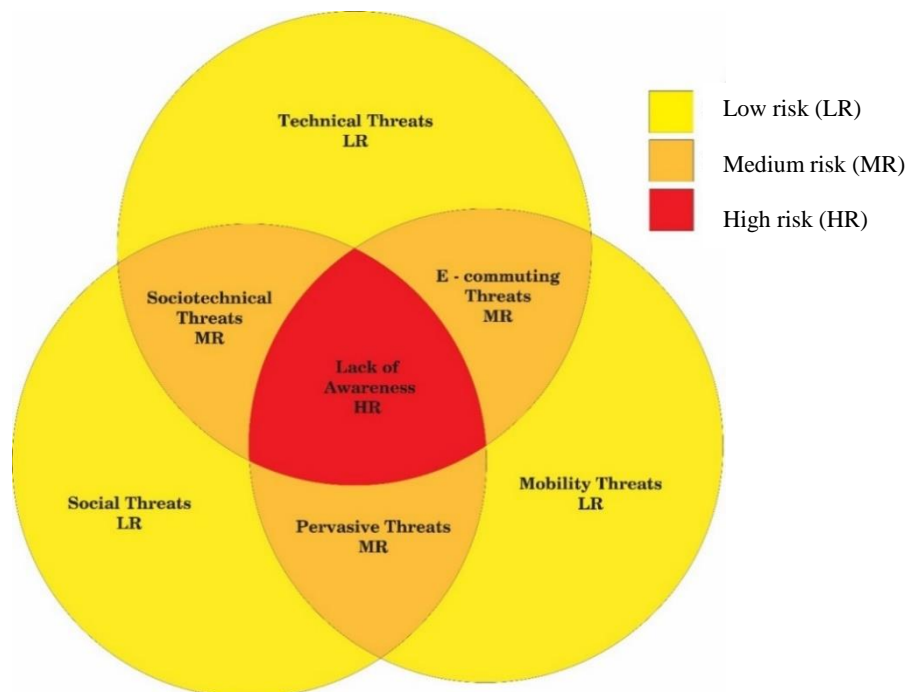 Technical Threats
LR
Low risk (LR)
Medium risk (MR)
High risk (HR)
Sociotechnical
Threats
MR
E - commuting
Threats
MR
Lack of
Awareness
HR
Social Threats
LR
Mobility Threats
LR
Pervasive Threats
MR